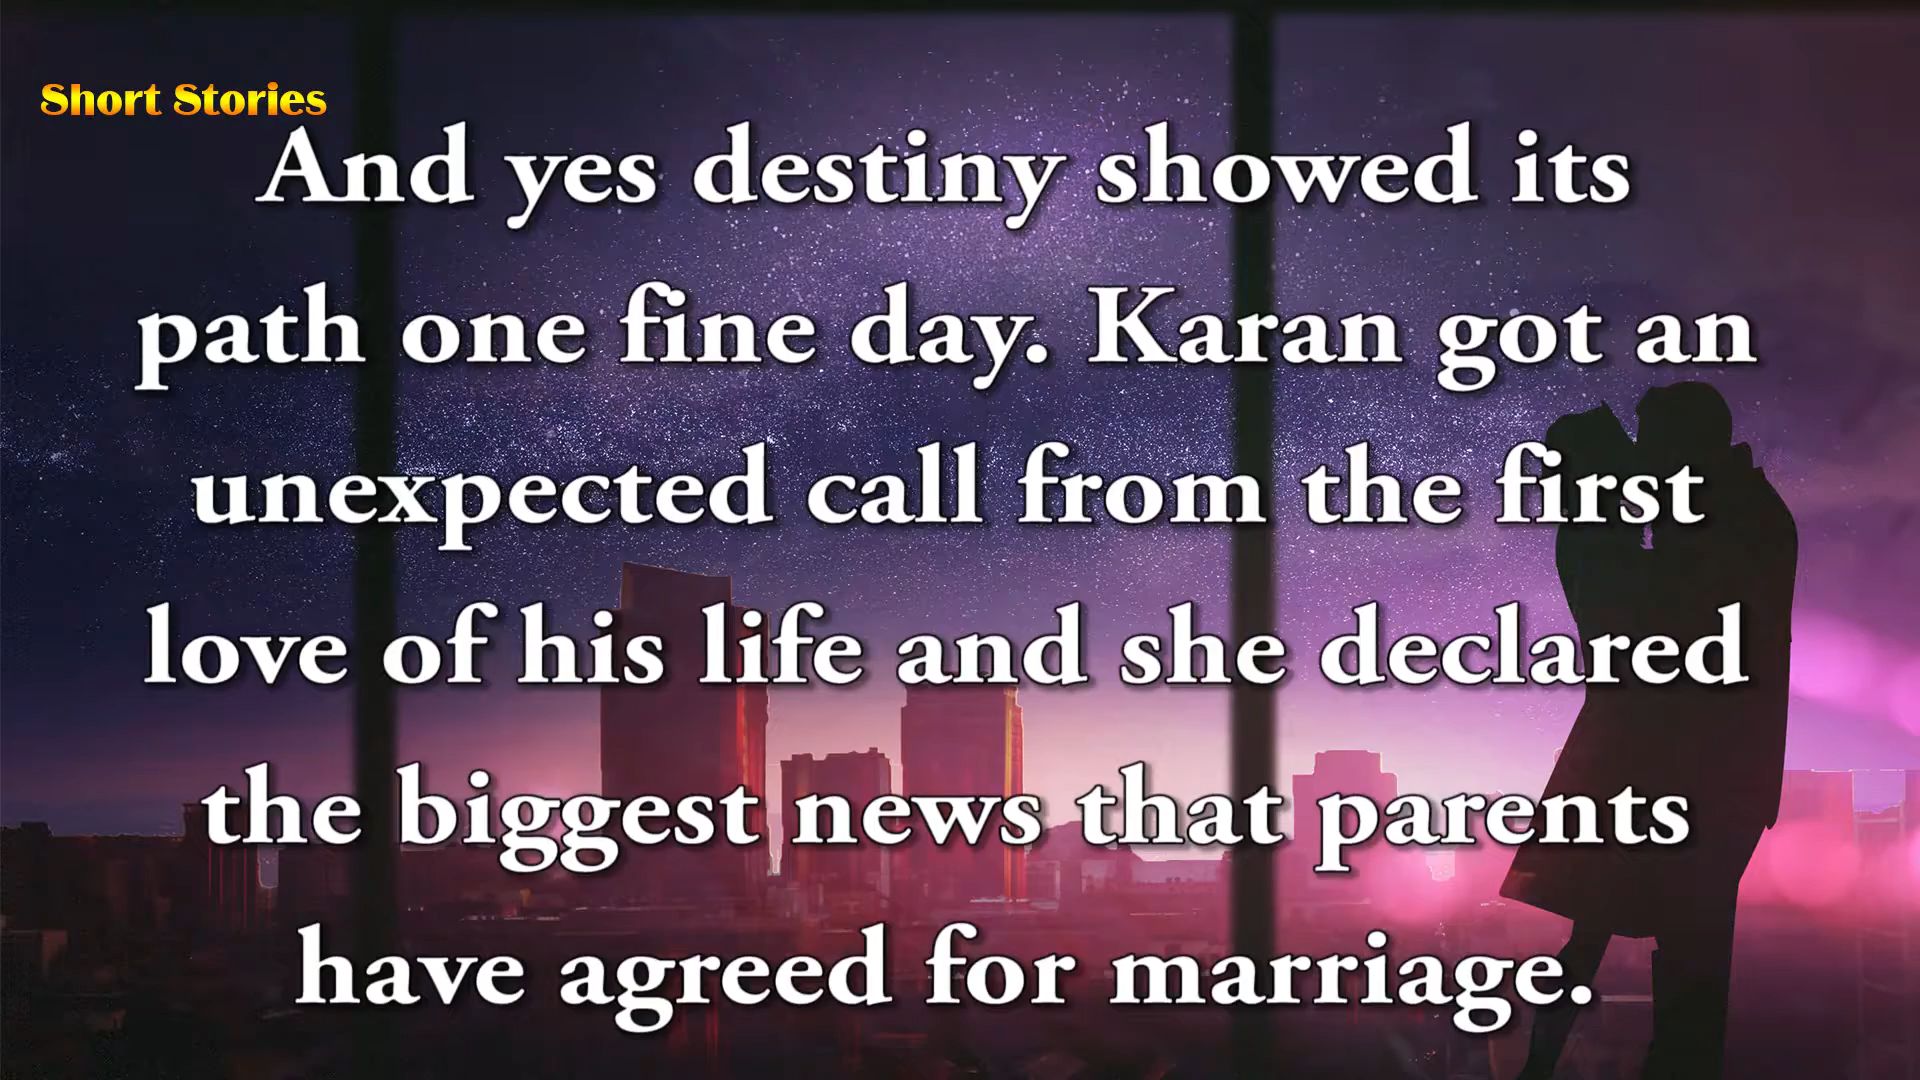 Short Stories
And yes destiny showed its
path one fine day. Karan got an
unexpected call from the first
love of his life and she declared
the biggest news that parents
have agreed for marriage.